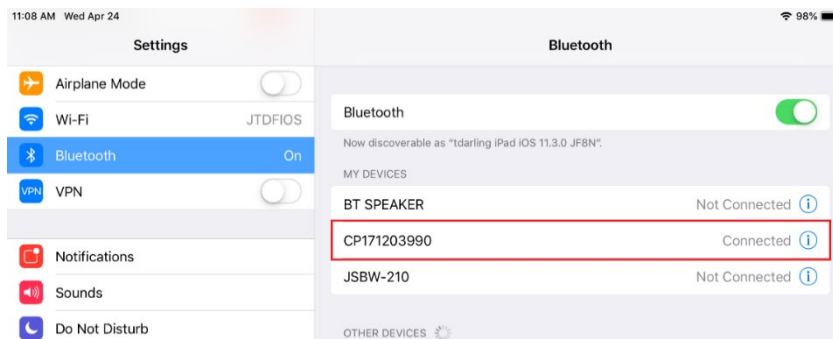 11:08 AM Wed Apr 24
98%
Settings
Bluetooth
Airplane Mode
Wi-Fi JTDFIOS
Bluetooth On
VPN VPN
Notifications
Sounds
Do Not Disturb
Bluetooth
Now discoverable as “tdarling iPad iOS 11.3.0 JF8N”.
MY DEVICES
BT SPEAKER Not Connected i
CP171203990 Connected i
JSBW-210 Not Connected i
OTHER DEVICES